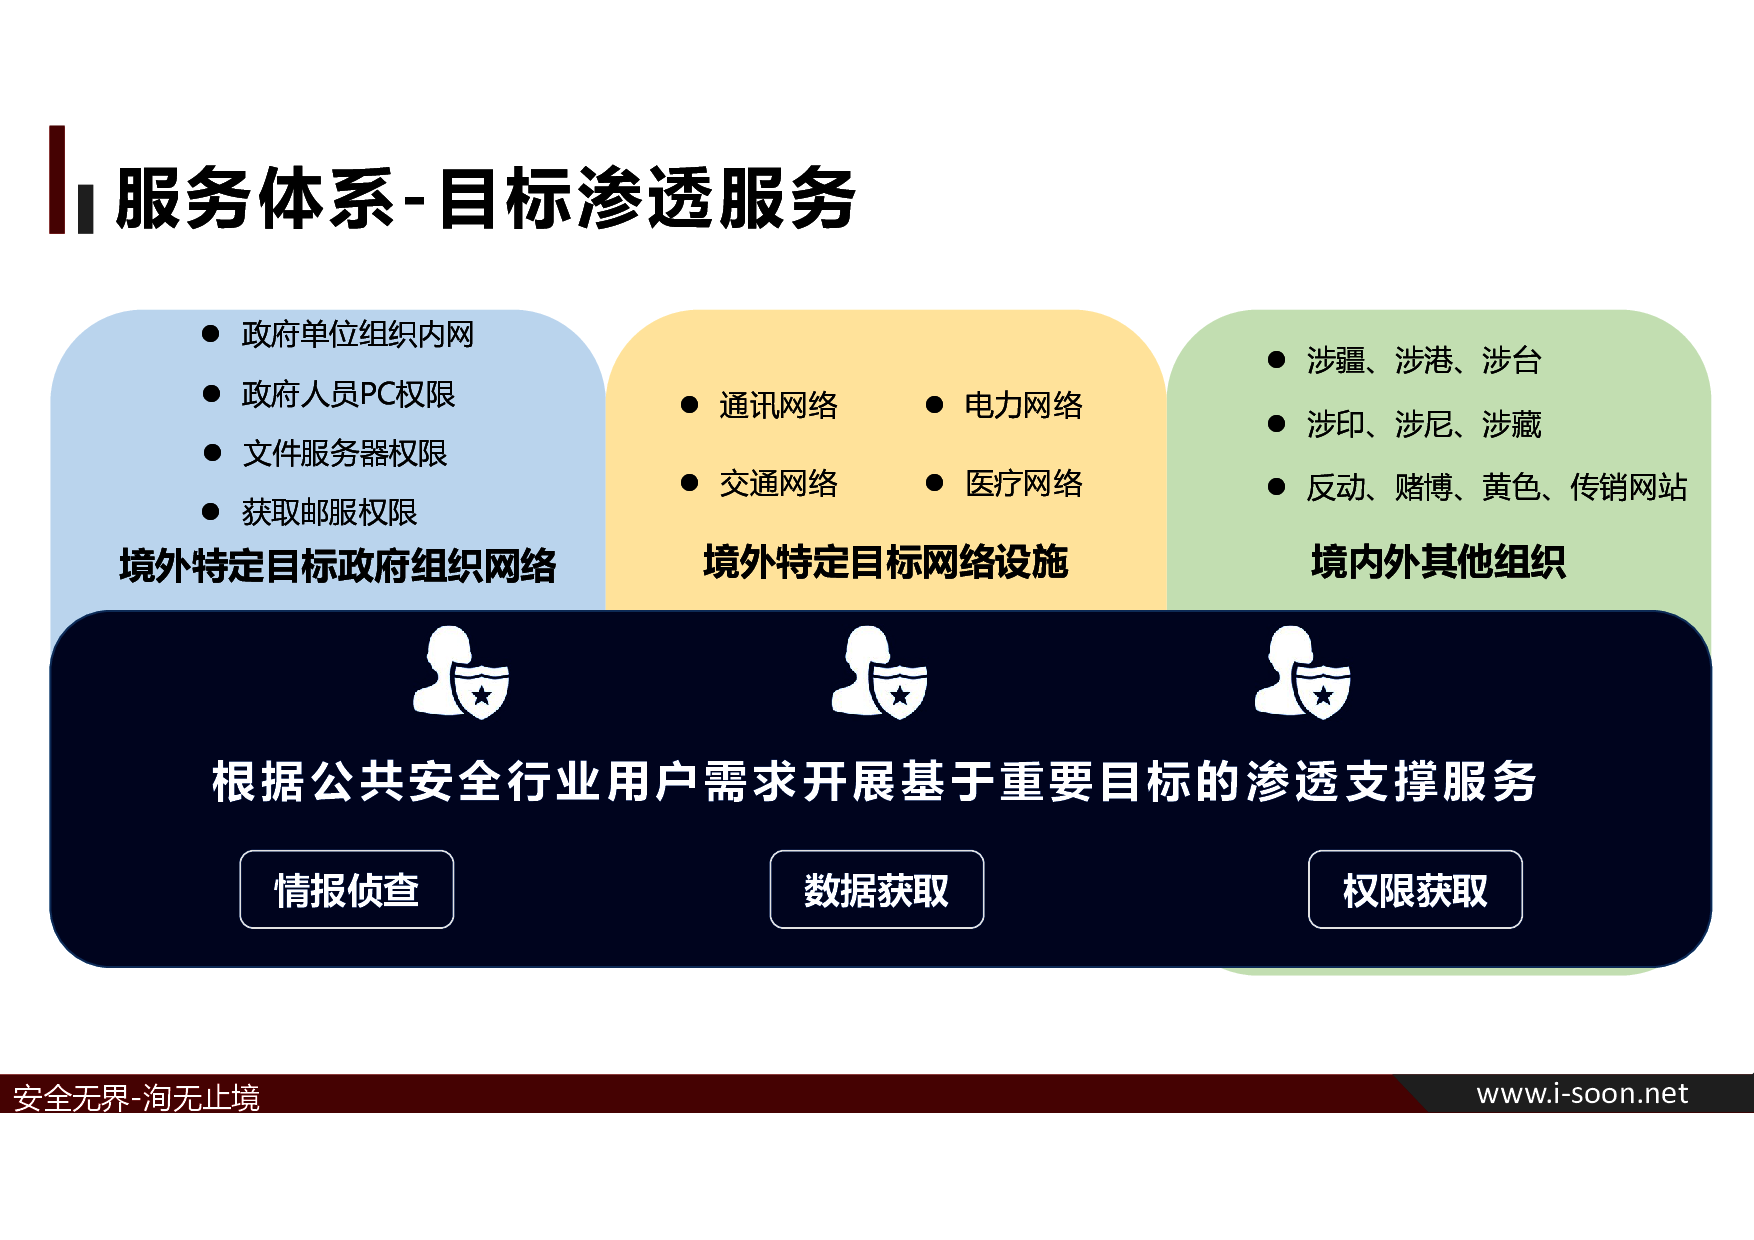 服务体系-目标渗透服务
政府单位组织内网
政府人员PC权限
文件服务器权限
获取邮服权限
境外特定目标政府组织网络
通讯网络
电力网络
交通网络
医疗网络
境外特定目标网络设施
涉疆、涉港、涉台
涉印、涉尼、涉藏
反动、赌博、黄色、传销网站
境内外其他组织
根据公共安全行业用户需求开展基于重要目标的渗透支撑服务
情报侦查
数据获取
权限获取
安全无界-洵无止境
www.i-soon.net